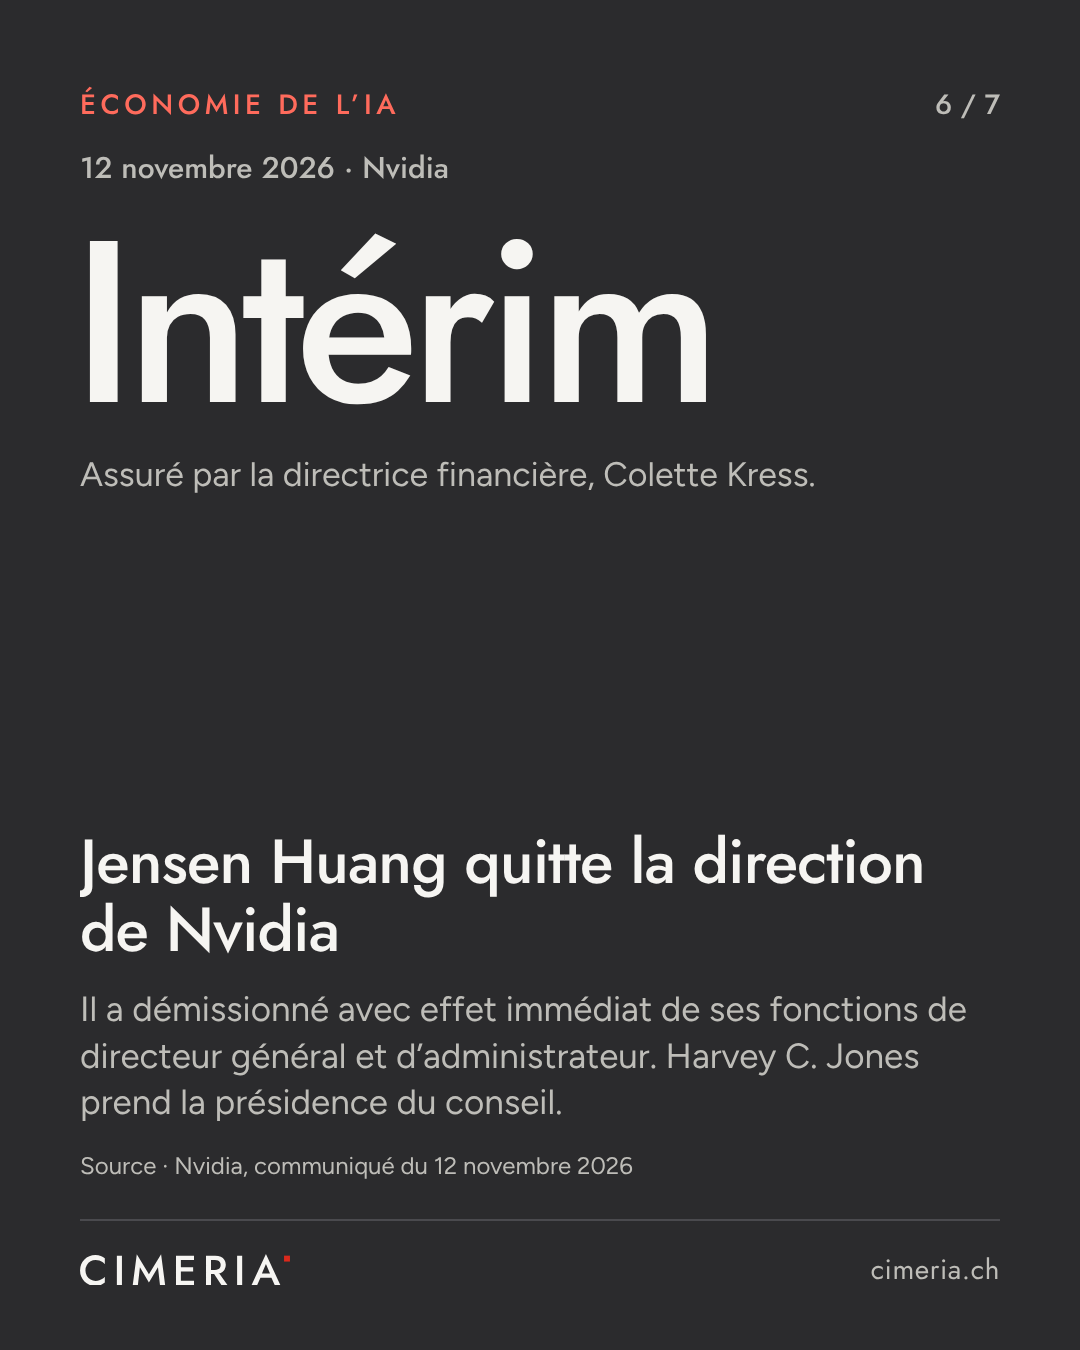 ÉCONOMIE DE L’IA
6 / 7
12 novembre 2026 · Nvidia
Intérim
Assuré par la directrice financière, Colette Kress.
Jensen Huang quitte la direction
de Nvidia
Il a démissionné avec effet immédiat de ses fonctions de
directeur général et d’administrateur. Harvey C. Jones
prend la présidence du conseil.
Source · Nvidia, communiqué du 12 novembre 2026
CIMERIA
cimeria.ch